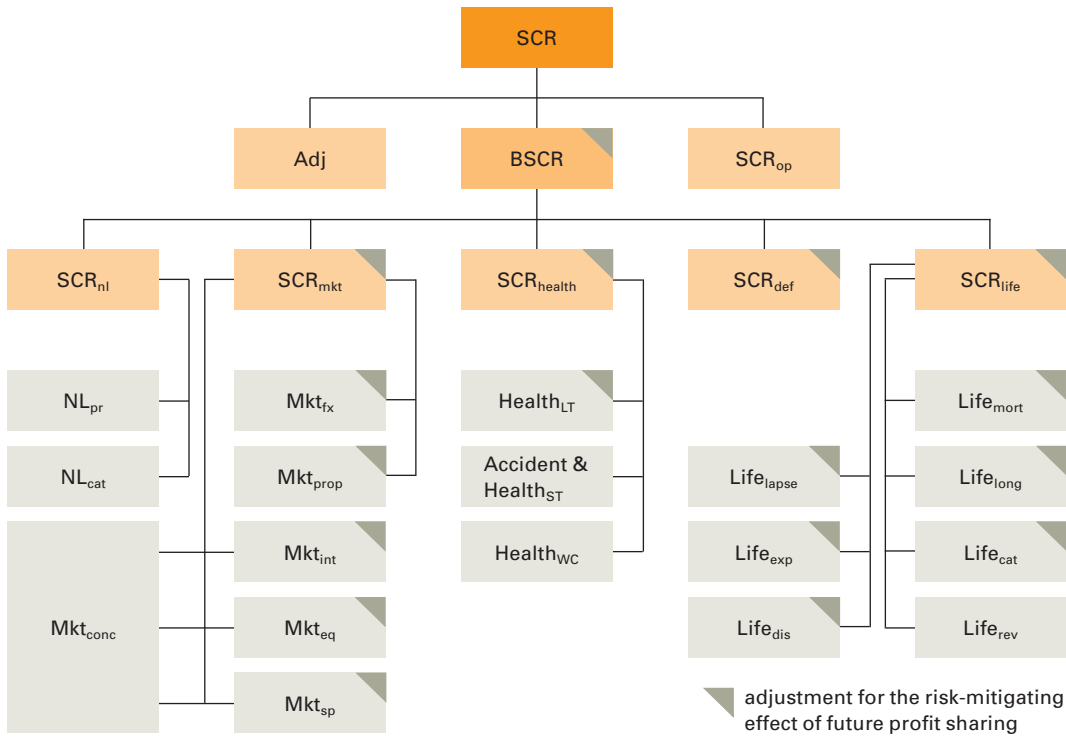 SCR
Adj
BSCR
SCRop
SCRnl
SCRmkt
SCRhealth
SCRdef
SCRlife
NLpr
Mktfx
HealthLT
Lifemort
NLcat
Mktprop
Accident &
HealthST
Lifelapse
Lifelong
Mktint
HealthWC
Lifeexp
Lifecat
Mktconc
Mkteq
Lifedis
Liferev
Mktsp
adjustment for the risk-mitigating
effect of future profit sharing